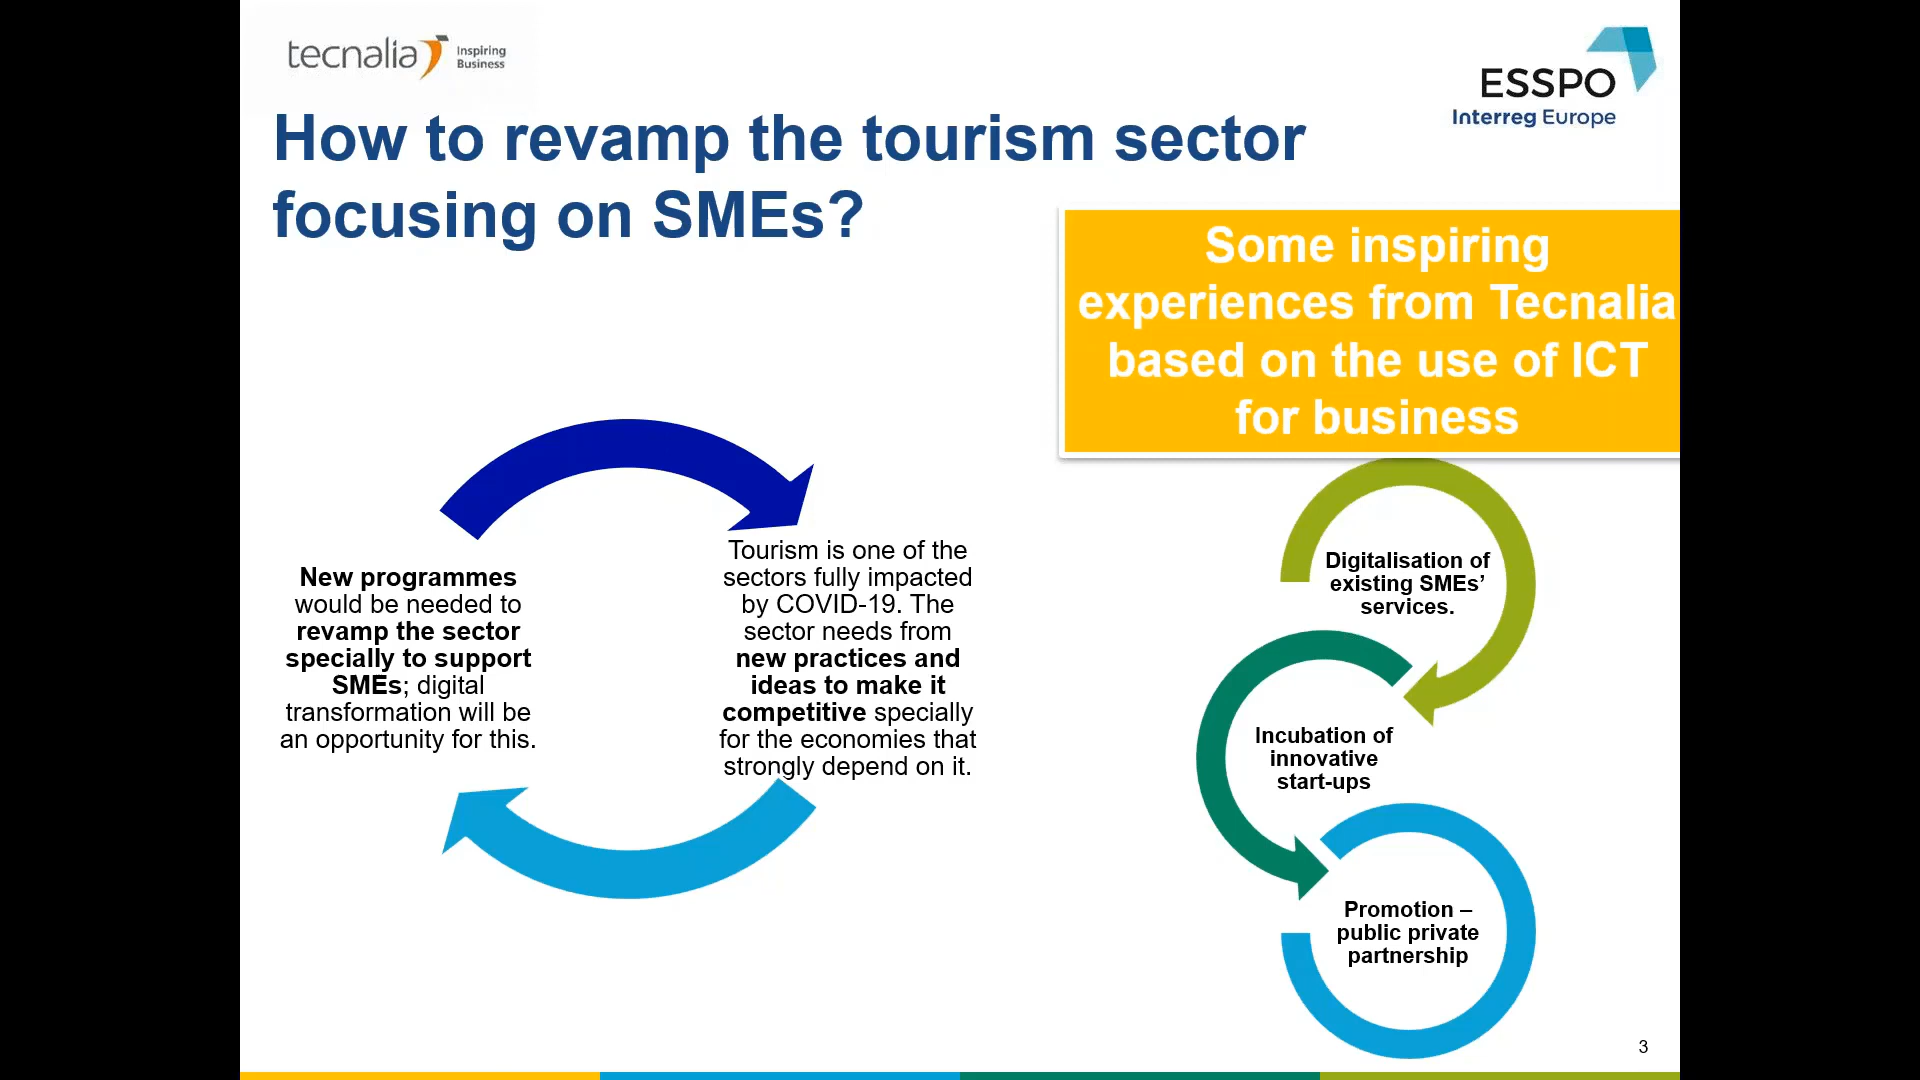 tecnalia Inspiring Business
ESSPO
Interreg Europe
How to revamp the tourism sector
focusing on SMEs?
Some inspiring
experiences from Tecnalia
based on the use of ICT
for business
New programmes
would be needed to
revamp the sector
specially to support
SMEs; digital
transformation will be
an opportunity for this.
Tourism is one of the
sectors fully impacted
by COVID-19. The
sector needs from
new practices and
ideas to make it
competitive specially
for the economies that
strongly depend on it.
Digitalisation of
existing SMEs’
services.
Incubation of
innovative
start-ups
Promotion –
public private
partnership
3